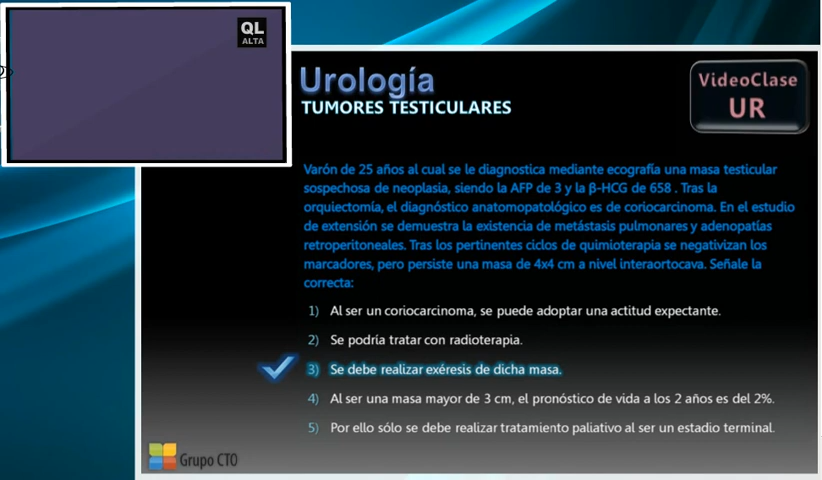 QL
ALTA
Urología
TUMORES TESTICULARES
VideoClase
UR
Varón de 25 años al cual se le diagnostica mediante ecografía una masa testicular
sospechosa de neoplasia, siendo la AFP de 3 y la β-HCG de 658 . Tras la
orquiectomía, el diagnóstico anatomopatológico es de coriocarcinoma. En el estudio
de extensión se demuestra la existencia de metástasis pulmonares y adenopatías
retroperitoneales. Tras los pertinentes ciclos de quimioterapia se negativizan los
marcadores, pero persiste una masa de 4x4 cm a nivel interaortocava. Señale la
correcta:
1) Al ser un coriocarcinoma, se puede adoptar una actitud expectante.
2) Se podría tratar con radioterapia.
3) Se debe realizar exéresis de dicha masa.
4) Al ser una masa mayor de 3 cm, el pronóstico de vida a los 2 años es del 2%.
5) Por ello sólo se debe realizar tratamiento paliativo al ser un estadio terminal.
Grupo CTO